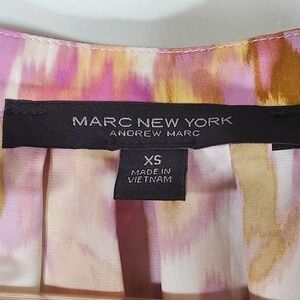 MARC NEW YORK
ANDREW MARC
XS
MADE IN
VIETNAM